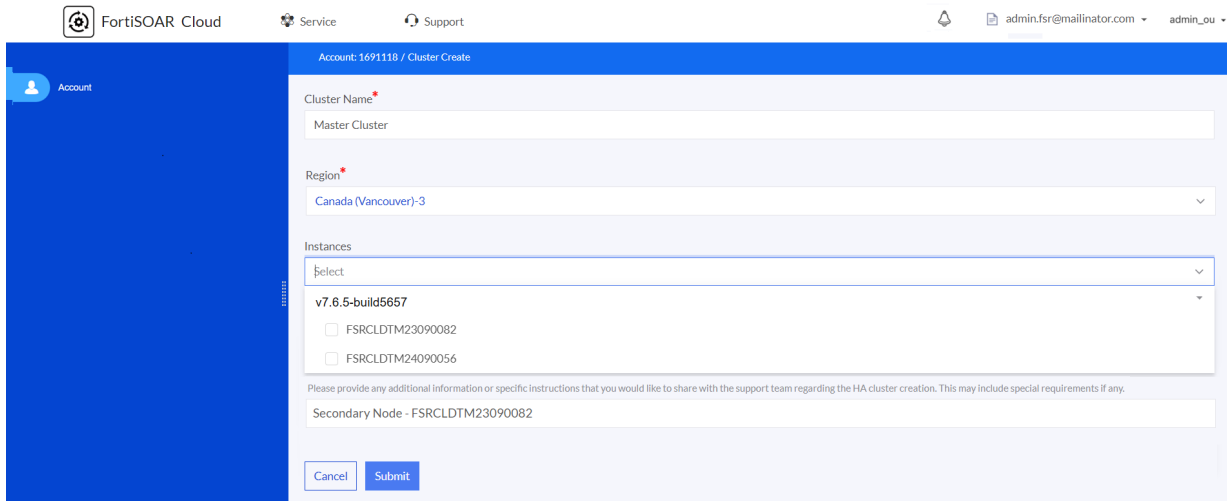 FortiSOAR Cloud Service Support admin.fsr@mailinator.com admin_ou
Account: 1691118 / Cluster Create
Account
Cluster Name*
Master Cluster
Region*
Canada (Vancouver)-3
Instances
Select
v7.6.5-build5657
FSRCLDTM23090082
FSRCLDTM24090056
Please provide any additional information or specific instructions that you would like to share with the support team regarding the HA cluster creation. This may include special requirements if any.
Secondary Node - FSRCLDTM23090082
Cancel Submit